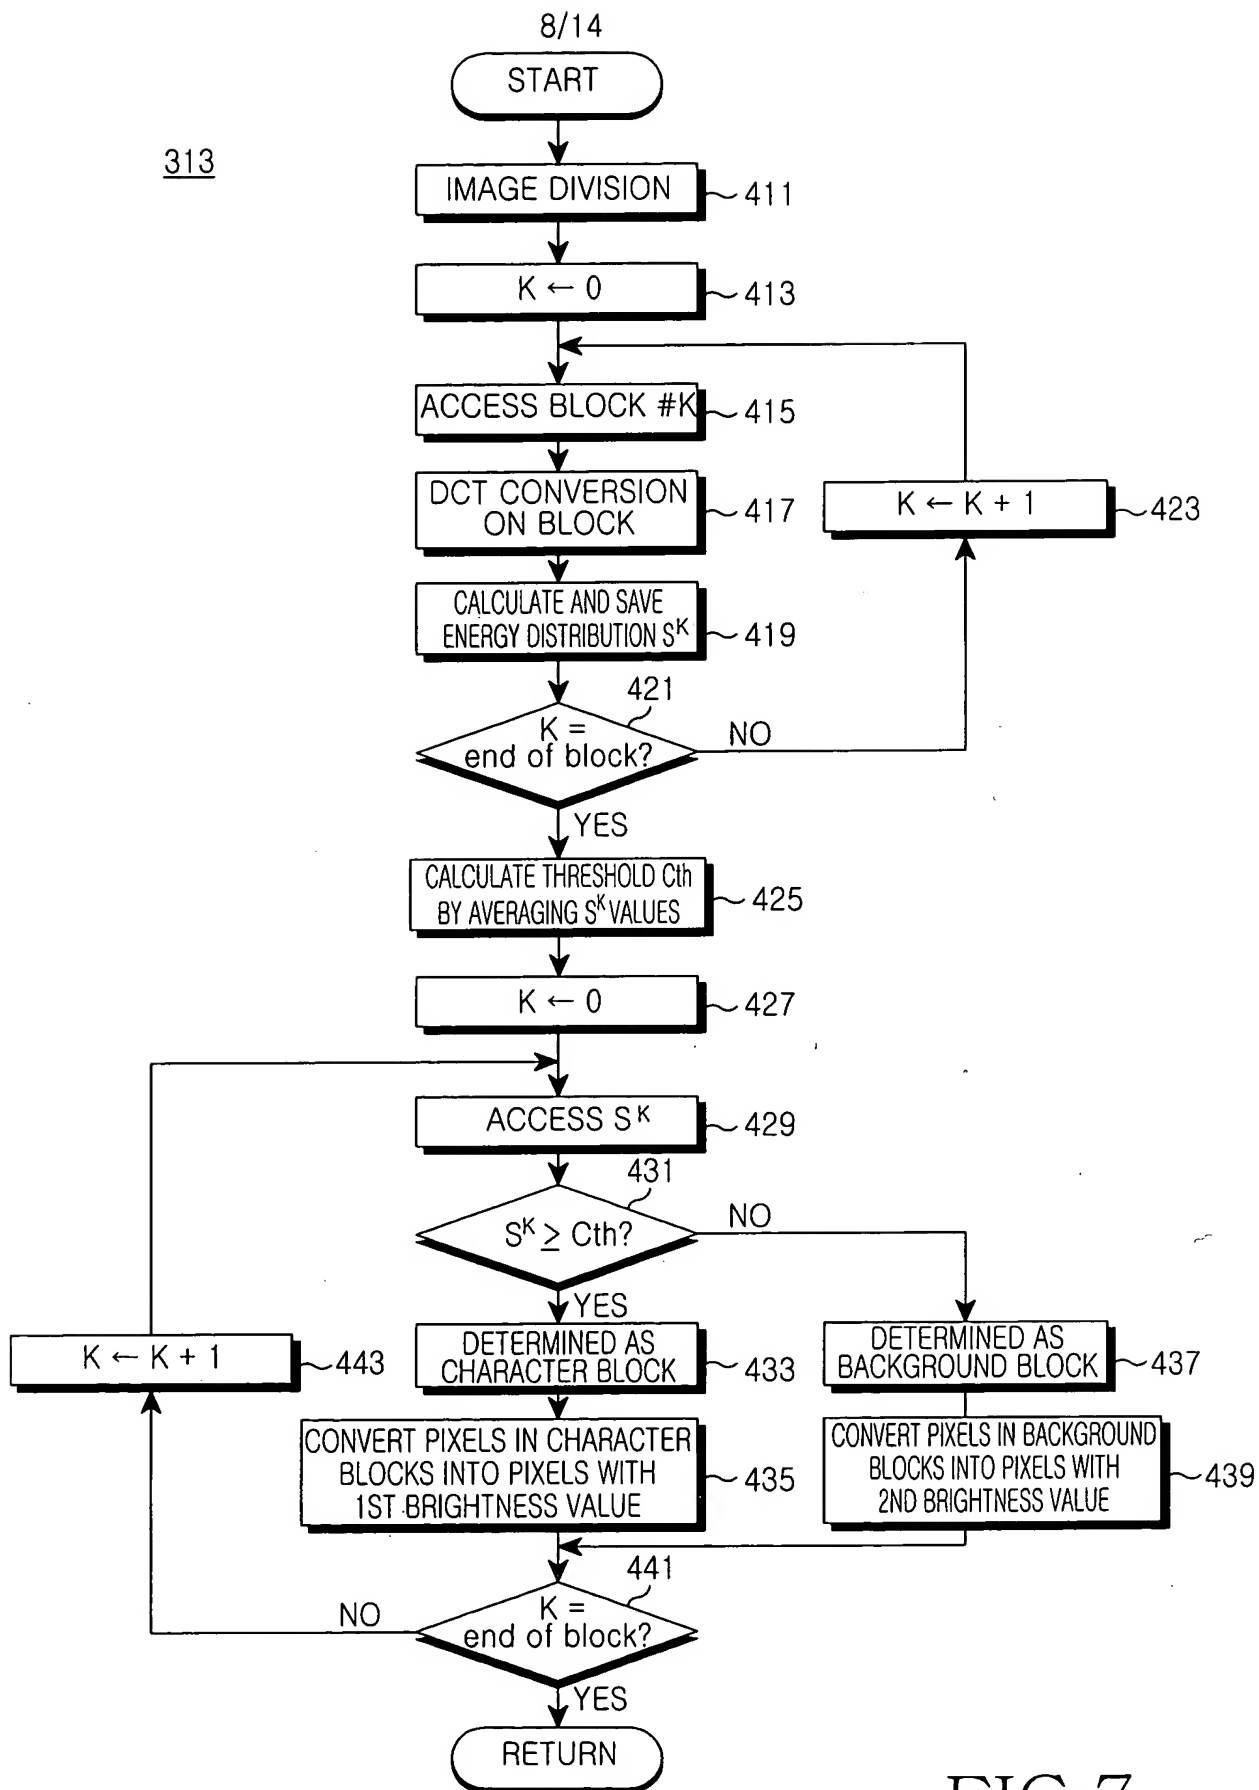 8/14
START
313
IMAGE DIVISION
411
K ← 0
413
ACCESS BLOCK #K
415
DCT CONVERSION
ON BLOCK
417
K ← K + 1
423
CALCULATE AND SAVE
ENERGY DISTRIBUTION S^K
419
421
K =
end of block?
NO
YES
CALCULATE THRESHOLD Cth
BY AVERAGING S^K VALUES
425
K ← 0
427
ACCESS S^K
429
431
S^K ≥ Cth?
NO
YES
K ← K + 1
443
DETERMINED AS
CHARACTER BLOCK
433
DETERMINED AS
BACKGROUND BLOCK
437
CONVERT PIXELS IN CHARACTER
BLOCKS INTO PIXELS WITH
1ST BRIGHTNESS VALUE
435
CONVERT PIXELS IN BACKGROUND
BLOCKS INTO PIXELS WITH
2ND BRIGHTNESS VALUE
439
441
K =
end of block?
NO
YES
RETURN
FIG.7